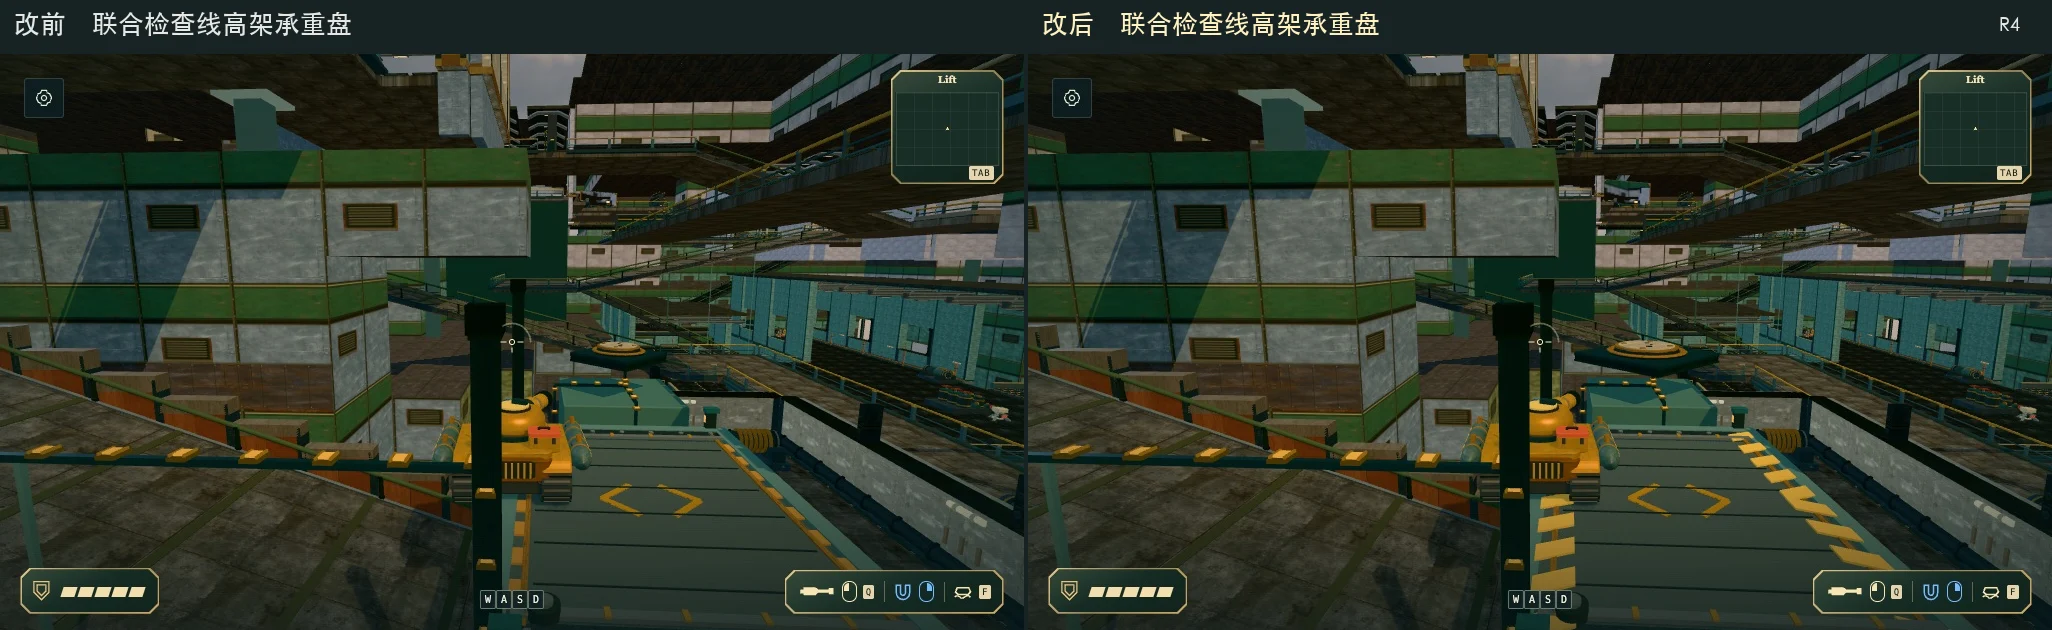 改前 联合检查线高架承重盘
改后 联合检查线高架承重盘
R4
Lift
TAB
Lift
TAB
Q
F
W A S D
Q
F
W A S D